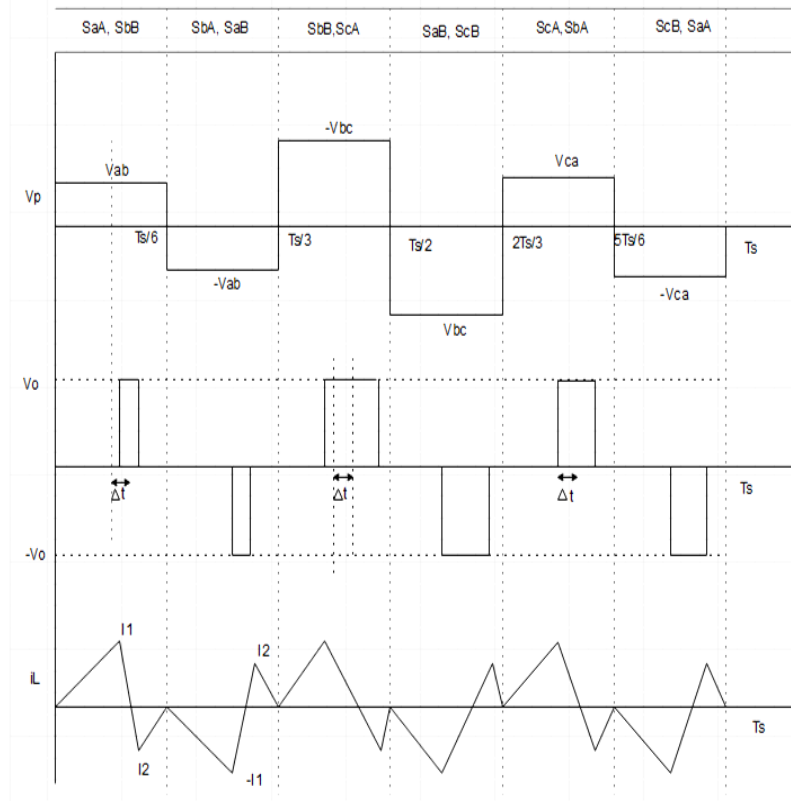 SaA, SbB SbA, SaB SbB,ScA SaB, ScB ScA,SbA ScB, SaA
-Vbc
Vab Vca
Vp
Ts/6 Ts/3 Ts/2 2Ts/3 5Ts/6 Ts
-Vab -Vca
Vbc
Vo
Δt Δt Δt Ts
-Vo
I1 I2
iL
Ts
I2 -I1